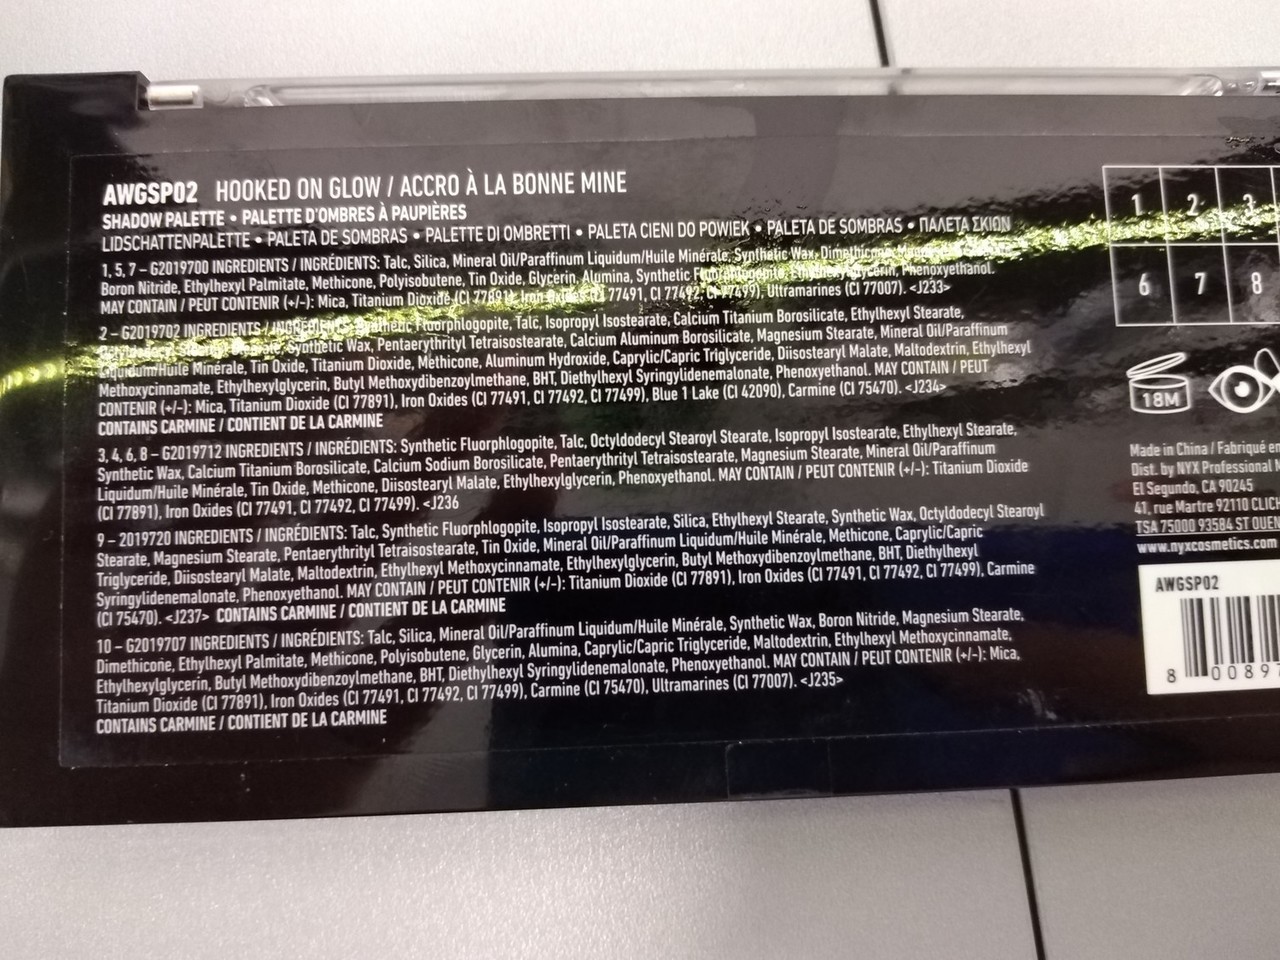 AWGSP02 HOOKED ON GLOW / ACCRO À LA BONNE MINE
SHADOW PALETTE • PALETTE D'OMBRES À PAUPIÈRES
LIDSCHATTENPALETTE • PALETA DE SOMBRAS • PALETTE DI OMBRETTI • PALETA CIENI DO POWIEK • PALETA DE SOMBRAS • ΠΑΛΕΤΑ ΣΚΙΩΝ
1, 5, 7 – G2019700 INGREDIENTS / INGRÉDIENTS: Talc, Silica, Mineral Oil/Paraffinum Liquidum/Huile Minérale, Synthetic Wax, Dimethicone,
Boron Nitride, Ethylhexyl Palmitate, Methicone, Polyisobutene, Tin Oxide, Glycerin, Alumina, Synthetic Phenoxyethanol.
MAY CONTAIN / PEUT CONTENIR (+/-): Mica, Titanium Dioxide (CI 77891), Iron Oxides (CI 77491, CI 77492, CI 77499), Ultramarines (CI 77007). <J233>
2 – G2019702 INGREDIENTS / INGRÉDIENTS: Synthetic Fluorphlogopite, Talc, Isopropyl Isostearate, Calcium Titanium Borosilicate, Ethylhexyl Stearate,
Octyldodecyl Stearoyl Stearate, Synthetic Wax, Pentaerythrityl Tetraisostearate, Calcium Aluminum Borosilicate, Magnesium Stearate, Mineral Oil/Paraffinum
Liquidum/Huile Minérale, Tin Oxide, Titanium Dioxide, Methicone, Aluminum Hydroxide, Caprylic/Capric Triglyceride, Diisostearyl Malate, Maltodextrin, Ethylhexyl
Methoxycinnamate, Ethylhexylglycerin, Butyl Methoxydibenzoylmethane, BHT, Diethylhexyl Syringylidenemalonate, Phenoxyethanol. MAY CONTAIN / PEUT
CONTENIR (+/-): Mica, Titanium Dioxide (CI 77891), Iron Oxides (CI 77491, CI 77492, CI 77499), Blue 1 Lake (CI 42090), Carmine (CI 75470). <J234>
CONTAINS CARMINE / CONTIENT DE LA CARMINE
3, 4, 6, 8 – G2019712 INGREDIENTS / INGRÉDIENTS: Synthetic Fluorphlogopite, Talc, Octyldodecyl Stearoyl Stearate, Isopropyl Isostearate, Ethylhexyl Stearate,
Synthetic Wax, Calcium Titanium Borosilicate, Calcium Sodium Borosilicate, Pentaerythrityl Tetraisostearate, Magnesium Stearate, Mineral Oil/Paraffinum
Liquidum/Huile Minérale, Tin Oxide, Methicone, Diisostearyl Malate, Ethylhexylglycerin, Phenoxyethanol. MAY CONTAIN / PEUT CONTENIR (+/-): Titanium Dioxide
(CI 77891), Iron Oxides (CI 77491, CI 77492, CI 77499). <J236
9 – 2019720 INGREDIENTS / INGRÉDIENTS: Talc, Synthetic Fluorphlogopite, Isopropyl Isostearate, Silica, Ethylhexyl Stearate, Synthetic Wax, Octyldodecyl Stearoyl
Stearate, Magnesium Stearate, Pentaerythrityl Tetraisostearate, Tin Oxide, Mineral Oil/Paraffinum Liquidum/Huile Minérale, Methicone, Caprylic/Capric
Triglyceride, Diisostearyl Malate, Maltodextrin, Ethylhexyl Methoxycinnamate, Ethylhexylglycerin, Butyl Methoxydibenzoylmethane, BHT, Diethylhexyl
Syringylidenemalonate, Phenoxyethanol. MAY CONTAIN / PEUT CONTENIR (+/-): Titanium Dioxide (CI 77891), Iron Oxides (CI 77491, CI 77492, CI 77499), Carmine
(CI 75470). <J237> CONTAINS CARMINE / CONTIENT DE LA CARMINE
10 – G2019707 INGREDIENTS / INGRÉDIENTS: Talc, Silica, Mineral Oil/Paraffinum Liquidum/Huile Minérale, Synthetic Wax, Boron Nitride, Magnesium Stearate,
Dimethicone, Ethylhexyl Palmitate, Methicone, Polyisobutene, Glycerin, Alumina, Caprylic/Capric Triglyceride, Maltodextrin, Ethylhexyl Methoxycinnamate,
Ethylhexylglycerin, Butyl Methoxydibenzoylmethane, BHT, Diethylhexyl Syringylidenemalonate, Phenoxyethanol. MAY CONTAIN / PEUT CONTENIR (+/-): Mica,
Titanium Dioxide (CI 77891), Iron Oxides (CI 77491, CI 77492, CI 77499), Carmine (CI 75470), Ultramarines (CI 77007). <J235>
CONTAINS CARMINE / CONTIENT DE LA CARMINE
1 2 3
6 7 8
18M
Made in China / Fabriqué en
Dist. by NYX Professional
El Segundo, CA 90245
41, rue Martre 92110 CLICH
TSA 75000 93584 ST OUEN
www.nyxcosmetics.com
AWGSP02
8 00897